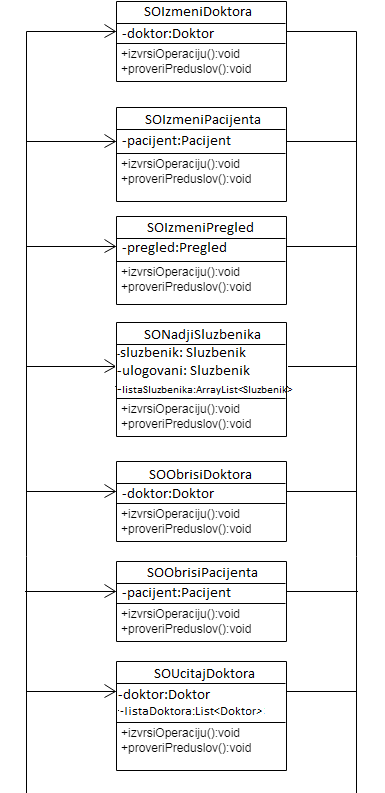 SOIzmeniDoktora
-doktor:Doktor
+izvrsiOperaciju():void
+proveriPreduslov():void
SOIzmeniPacijenta
-pacijent:Pacijent
+izvrsiOperaciju():void
+proveriPreduslov():void
SOIzmeniPregled
-pregled:Pregled
+izvrsiOperaciju():void
+proveriPreduslov():void
SONadjiSluzbenika
-sluzbenik: Sluzbenik
-ulogovani: Sluzbenik
-listaSluzbenika:ArrayList<Sluzbenik>
+izvrsiOperaciju():void
+proveriPreduslov():void
SOObrisiDoktora
-doktor:Doktor
+izvrsiOperaciju():void
+proveriPreduslov():void
SOObrisiPacijenta
-pacijent:Pacijent
+izvrsiOperaciju():void
+proveriPreduslov():void
SOUcitajDoktora
-doktor:Doktor
-listaDoktora:List<Doktor>
+izvrsiOperaciju():void
+proveriPreduslov():void